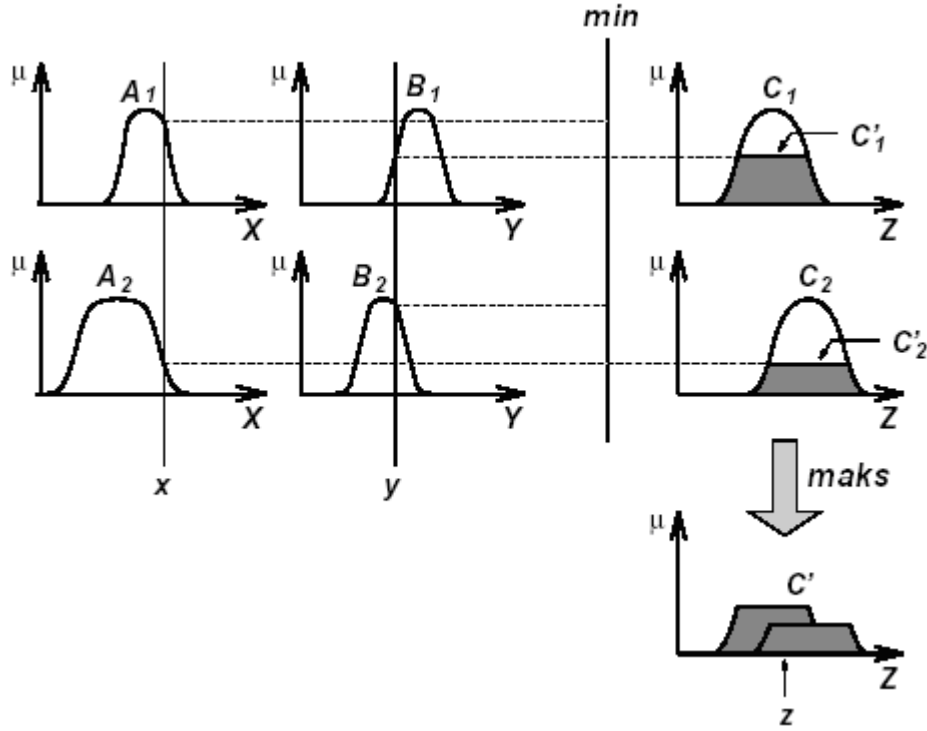 min
μ A1 μ B1 μ C1
C'1
X Y Z
μ A2 μ B2 μ C2
C'2
X Y Z
x y maks
μ
C'
Z
z